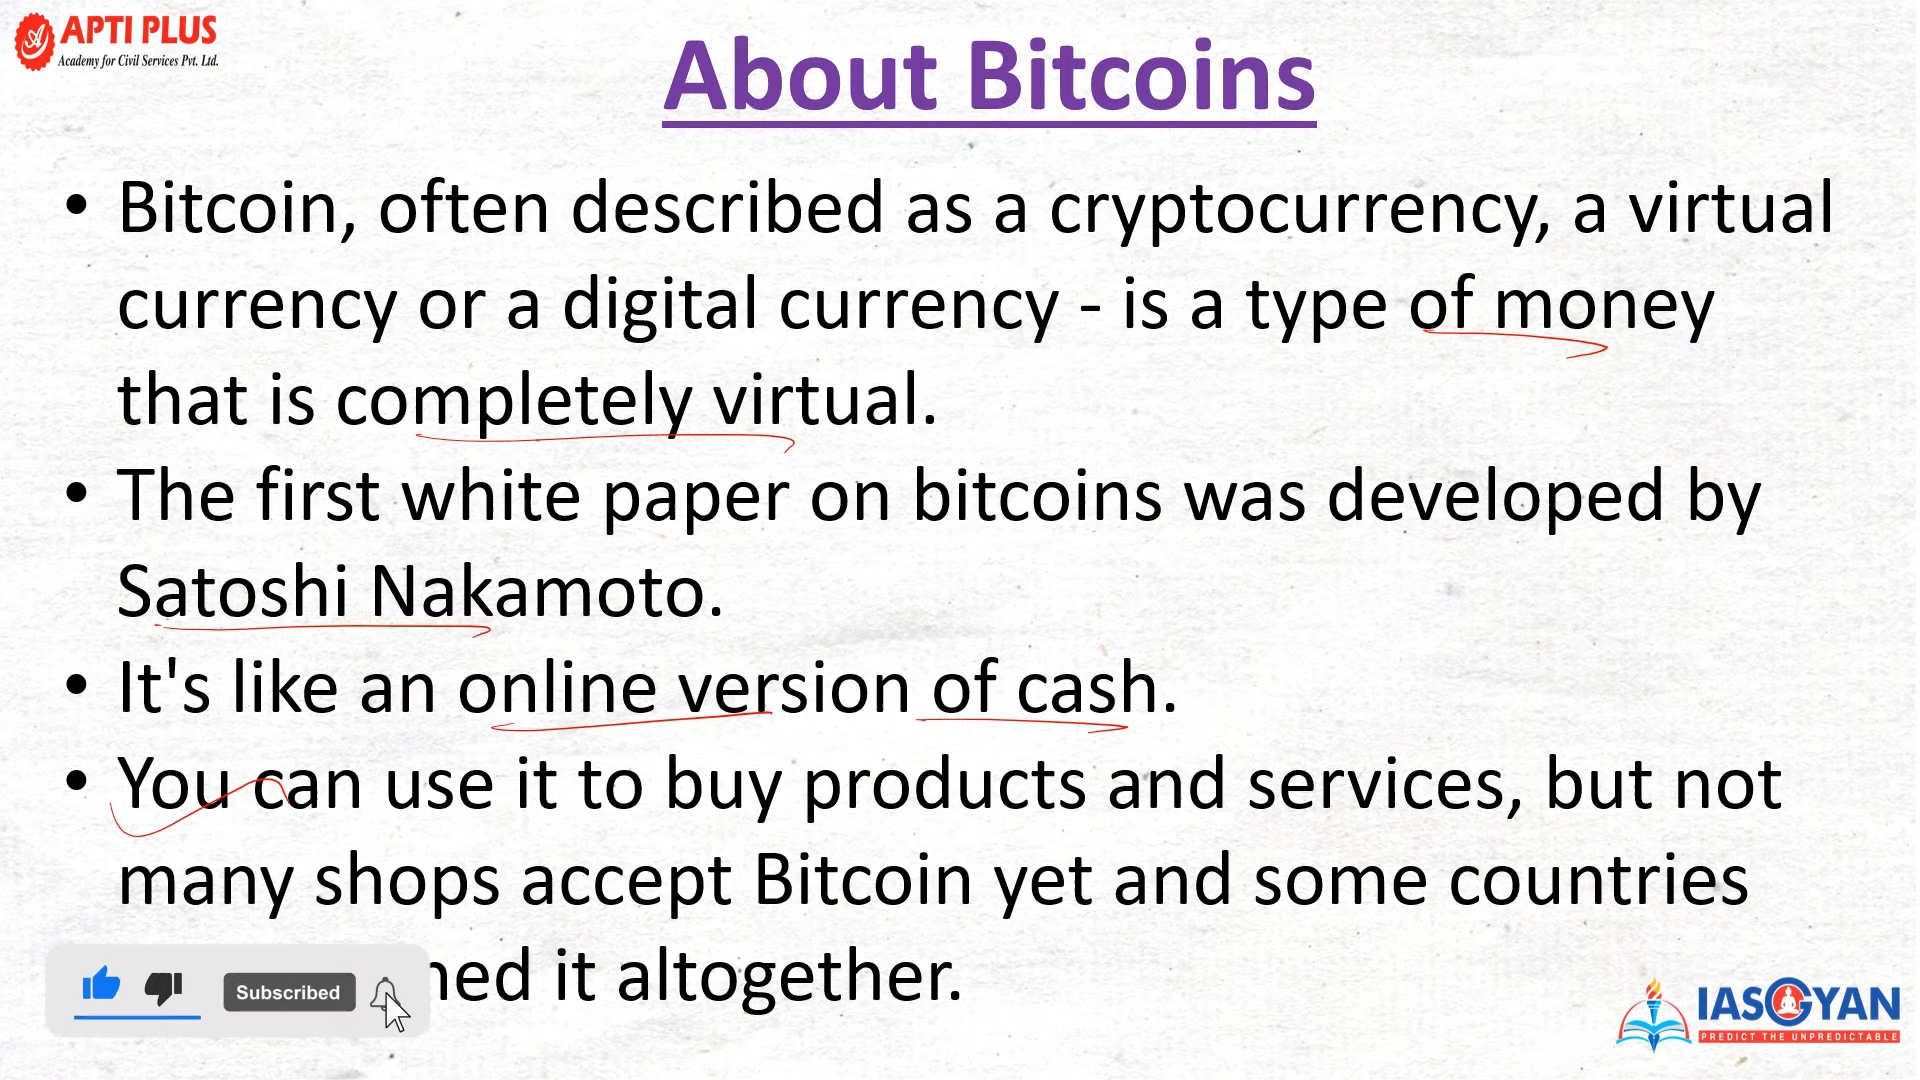 APTI PLUS
Academy for Civil Services Pvt. Ltd.
About Bitcoins
• Bitcoin, often described as a cryptocurrency, a virtual
currency or a digital currency - is a type of money
that is completely virtual.
• The first white paper on bitcoins was developed by
Satoshi Nakamoto.
• It's like an online version of cash.
• You can use it to buy products and services, but not
many shops accept Bitcoin yet and some countries
it altogether.
Subscribed
IASGYAN
PREDICT THE UNPREDICTABLE